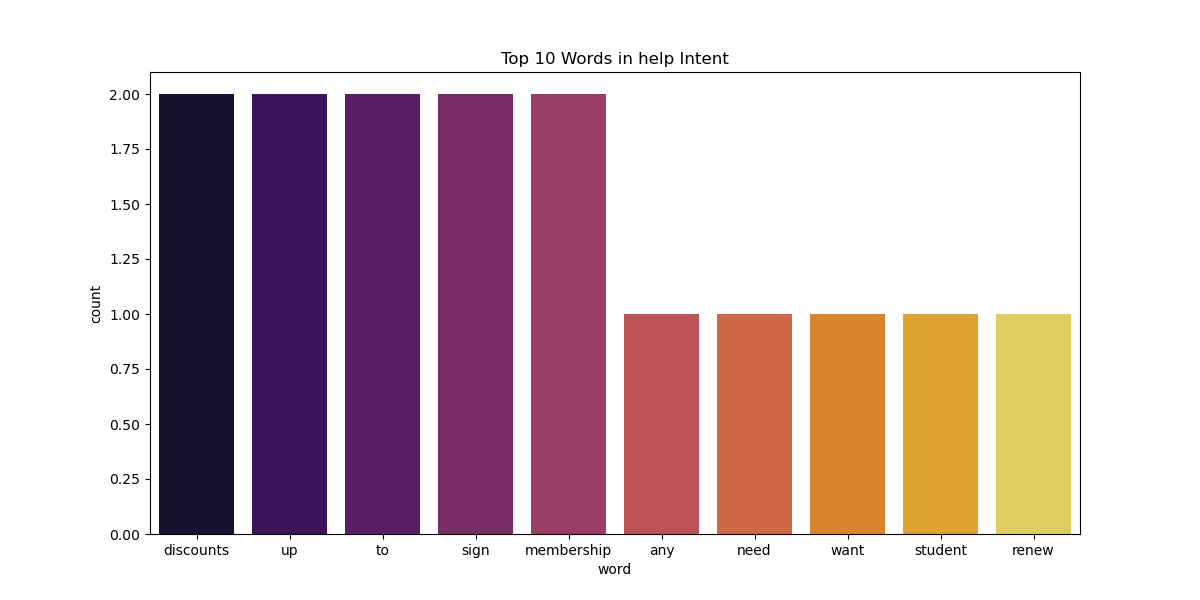 Top 10 Words in help Intent
2.00
1.75
1.50
1.25
1.00
0.75
0.50
0.25
0.00
count
discounts up to sign membership any need want student renew
word